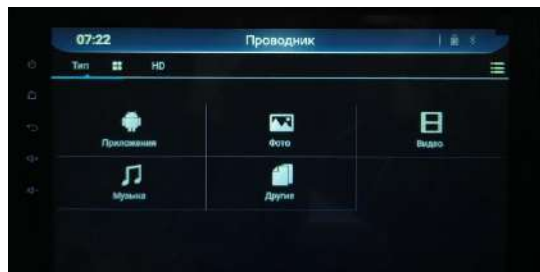 07:22 Проводник
Тип HD
Приложения Фото Видео
Музыка Другие